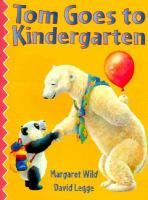 Tom Goes to
Kindergarten
Margaret Wild
David Legge